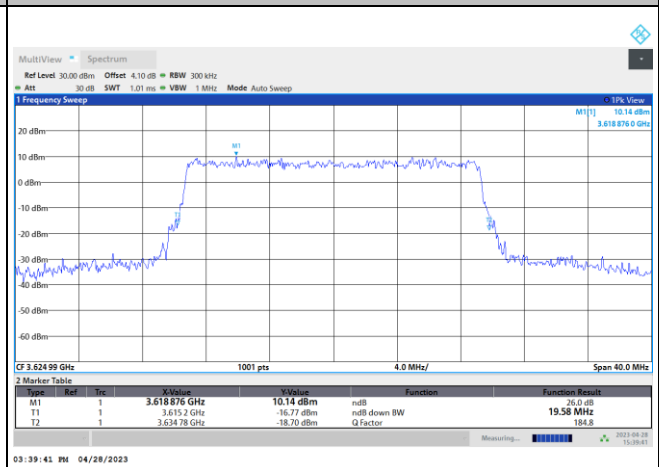 MultiView Spectrum
Ref Level 30.00 dBm Offset 4.10 dB RBW 300 kHz
Att 30 dB SWT 1.01 ms VBW 1 MHz Mode Auto Sweep
1 Frequency Sweep 1Pk View
M1[1] 10.14 dBm
3.618 876 0 GHz
20 dBm
M1
10 dBm
0 dBm
-10 dBm
T1
T2
-20 dBm
-30 dBm
-40 dBm
-50 dBm
-60 dBm
CF 3.624 99 GHz 1001 pts 4.0 MHz/ Span 40.0 MHz
2 Marker Table
Type Ref Trc X-Value Y-Value Function Function Result
M1 1 3.618 876 GHz 10.14 dBm ndB 26.0 dB
T1 1 3.615 2 GHz -16.77 dBm ndB down BW 19.58 MHz
T2 1 3.634 78 GHz -18.70 dBm Q Factor 184.8
Measuring... 2023-04-28
15:39:41
03:39:41 PM 04/28/2023